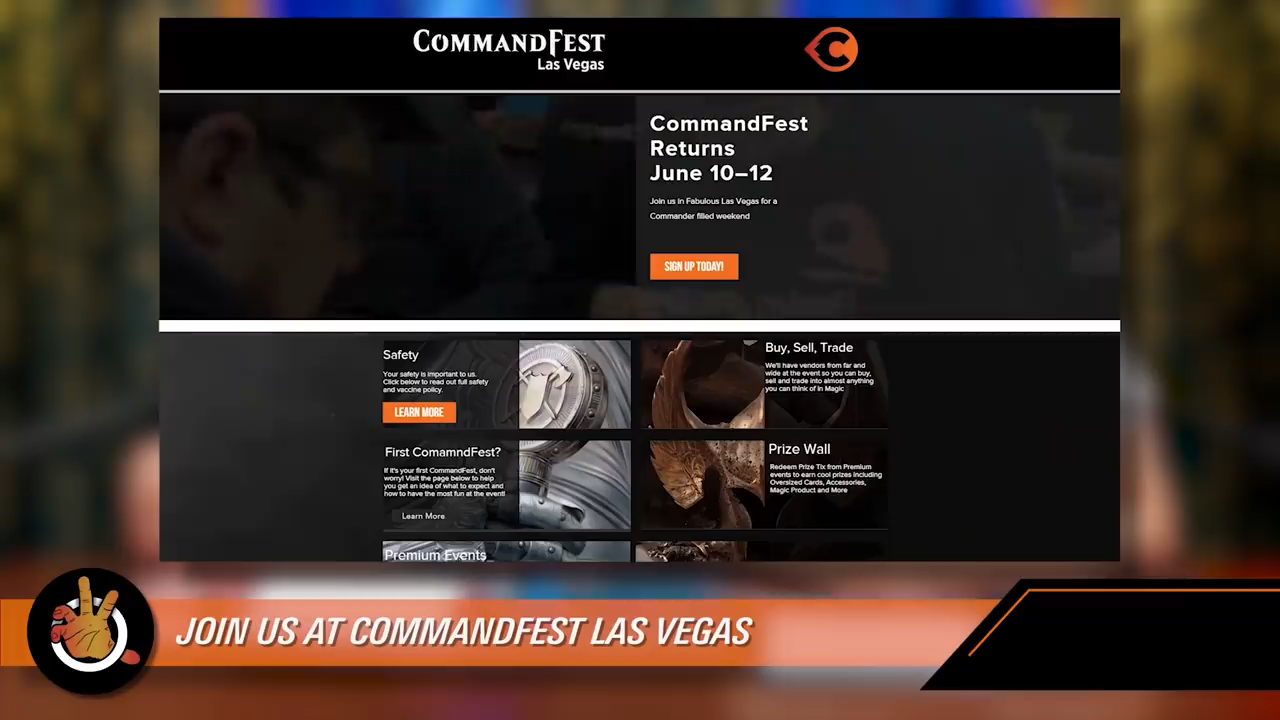 COMMANDFEST
Las Vegas
CommandFest
Returns
June 10–12
Join us in Fabulous Las Vegas for a
Commander filled weekend
SIGN UP TODAY!
Safety
Your safety is important to us.
Click below to read out full safety
and vaccine policy.
LEARN MORE
Buy, Sell, Trade
We'll have vendors from far and
wide at the event so you can buy,
sell and trade into almost anything
you can think of in Magic
First ComamndFest?
If it's your first CommandFest, don't
worry! Visit the page below to help
you get an idea of what to expect and
how to have the most fun at the event!
Learn More
Prize Wall
Redeem Prize Tix from Premium
events to earn cool prizes including
Oversized Cards, Accessories,
Magic Product and More
Premium Events
JOIN US AT COMMANDFEST LAS VEGAS